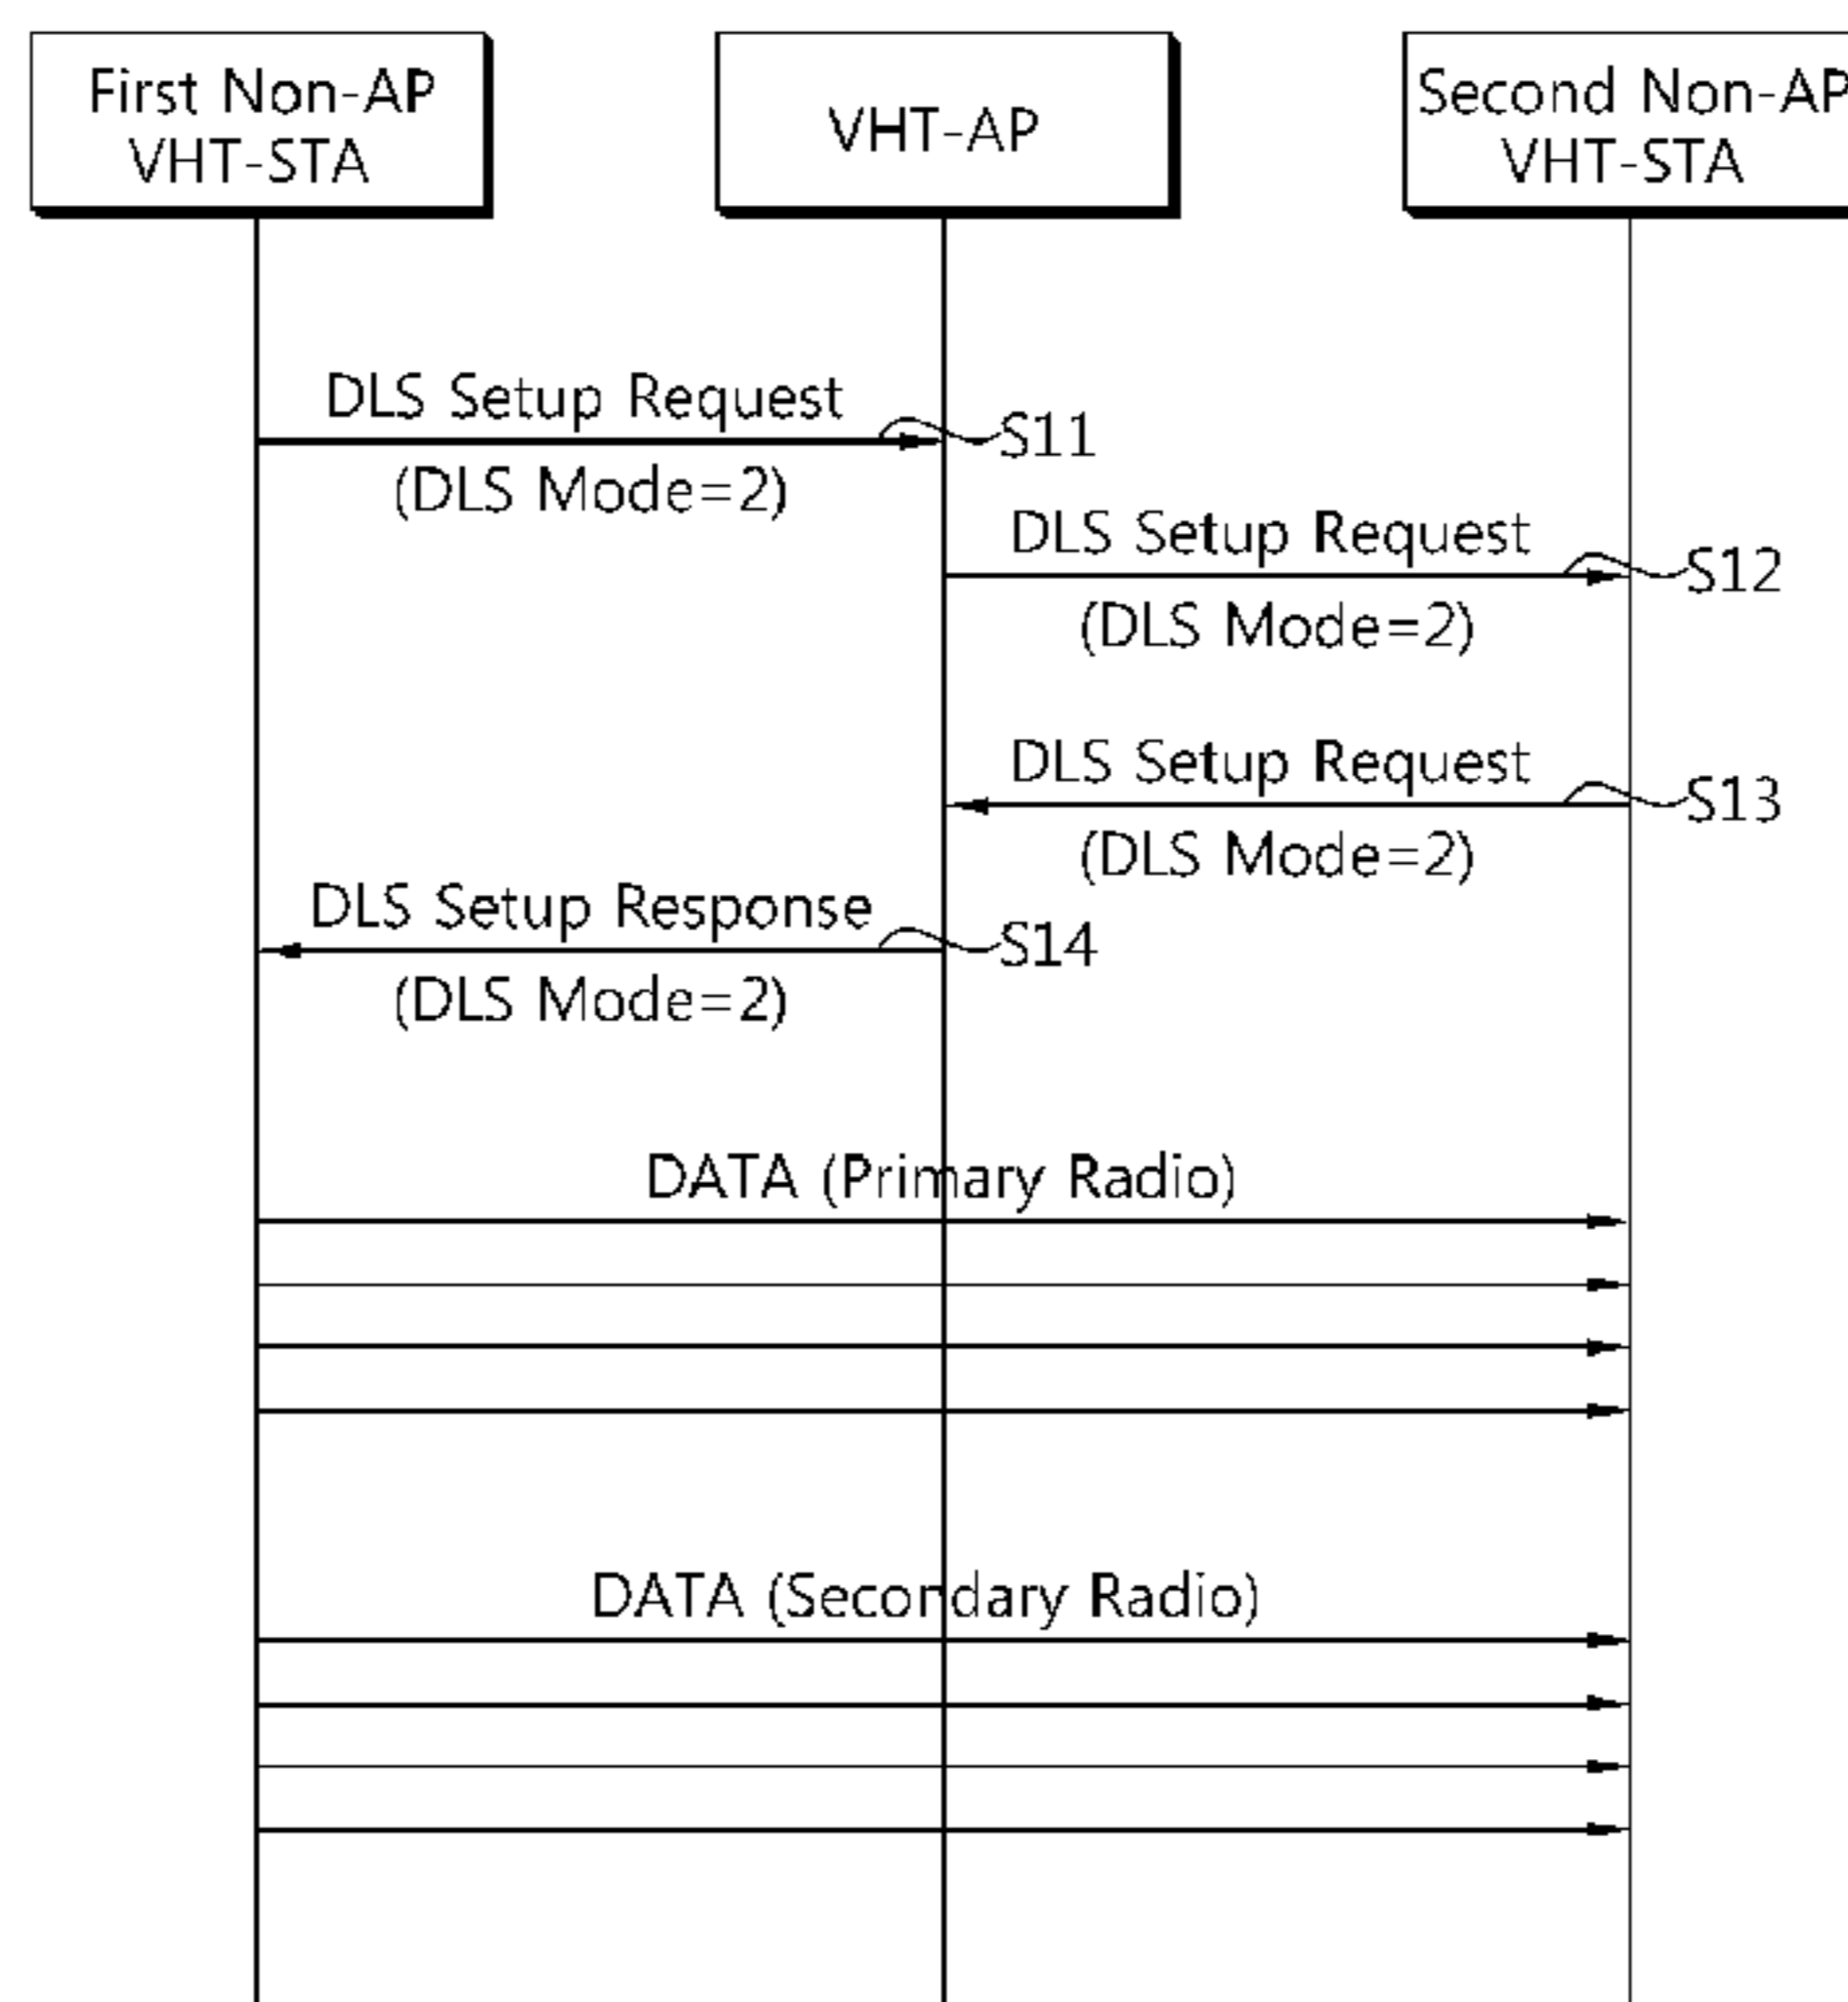 First Non-AP
VHT-STA
VHT-AP
Second Non-AP
VHT-STA
DLS Setup Request
S11
(DLS Mode=2)
DLS Setup Request
S12
(DLS Mode=2)
DLS Setup Request
S13
(DLS Mode=2)
DLS Setup Response
S14
(DLS Mode=2)
DATA (Primary Radio)
DATA (Secondary Radio)